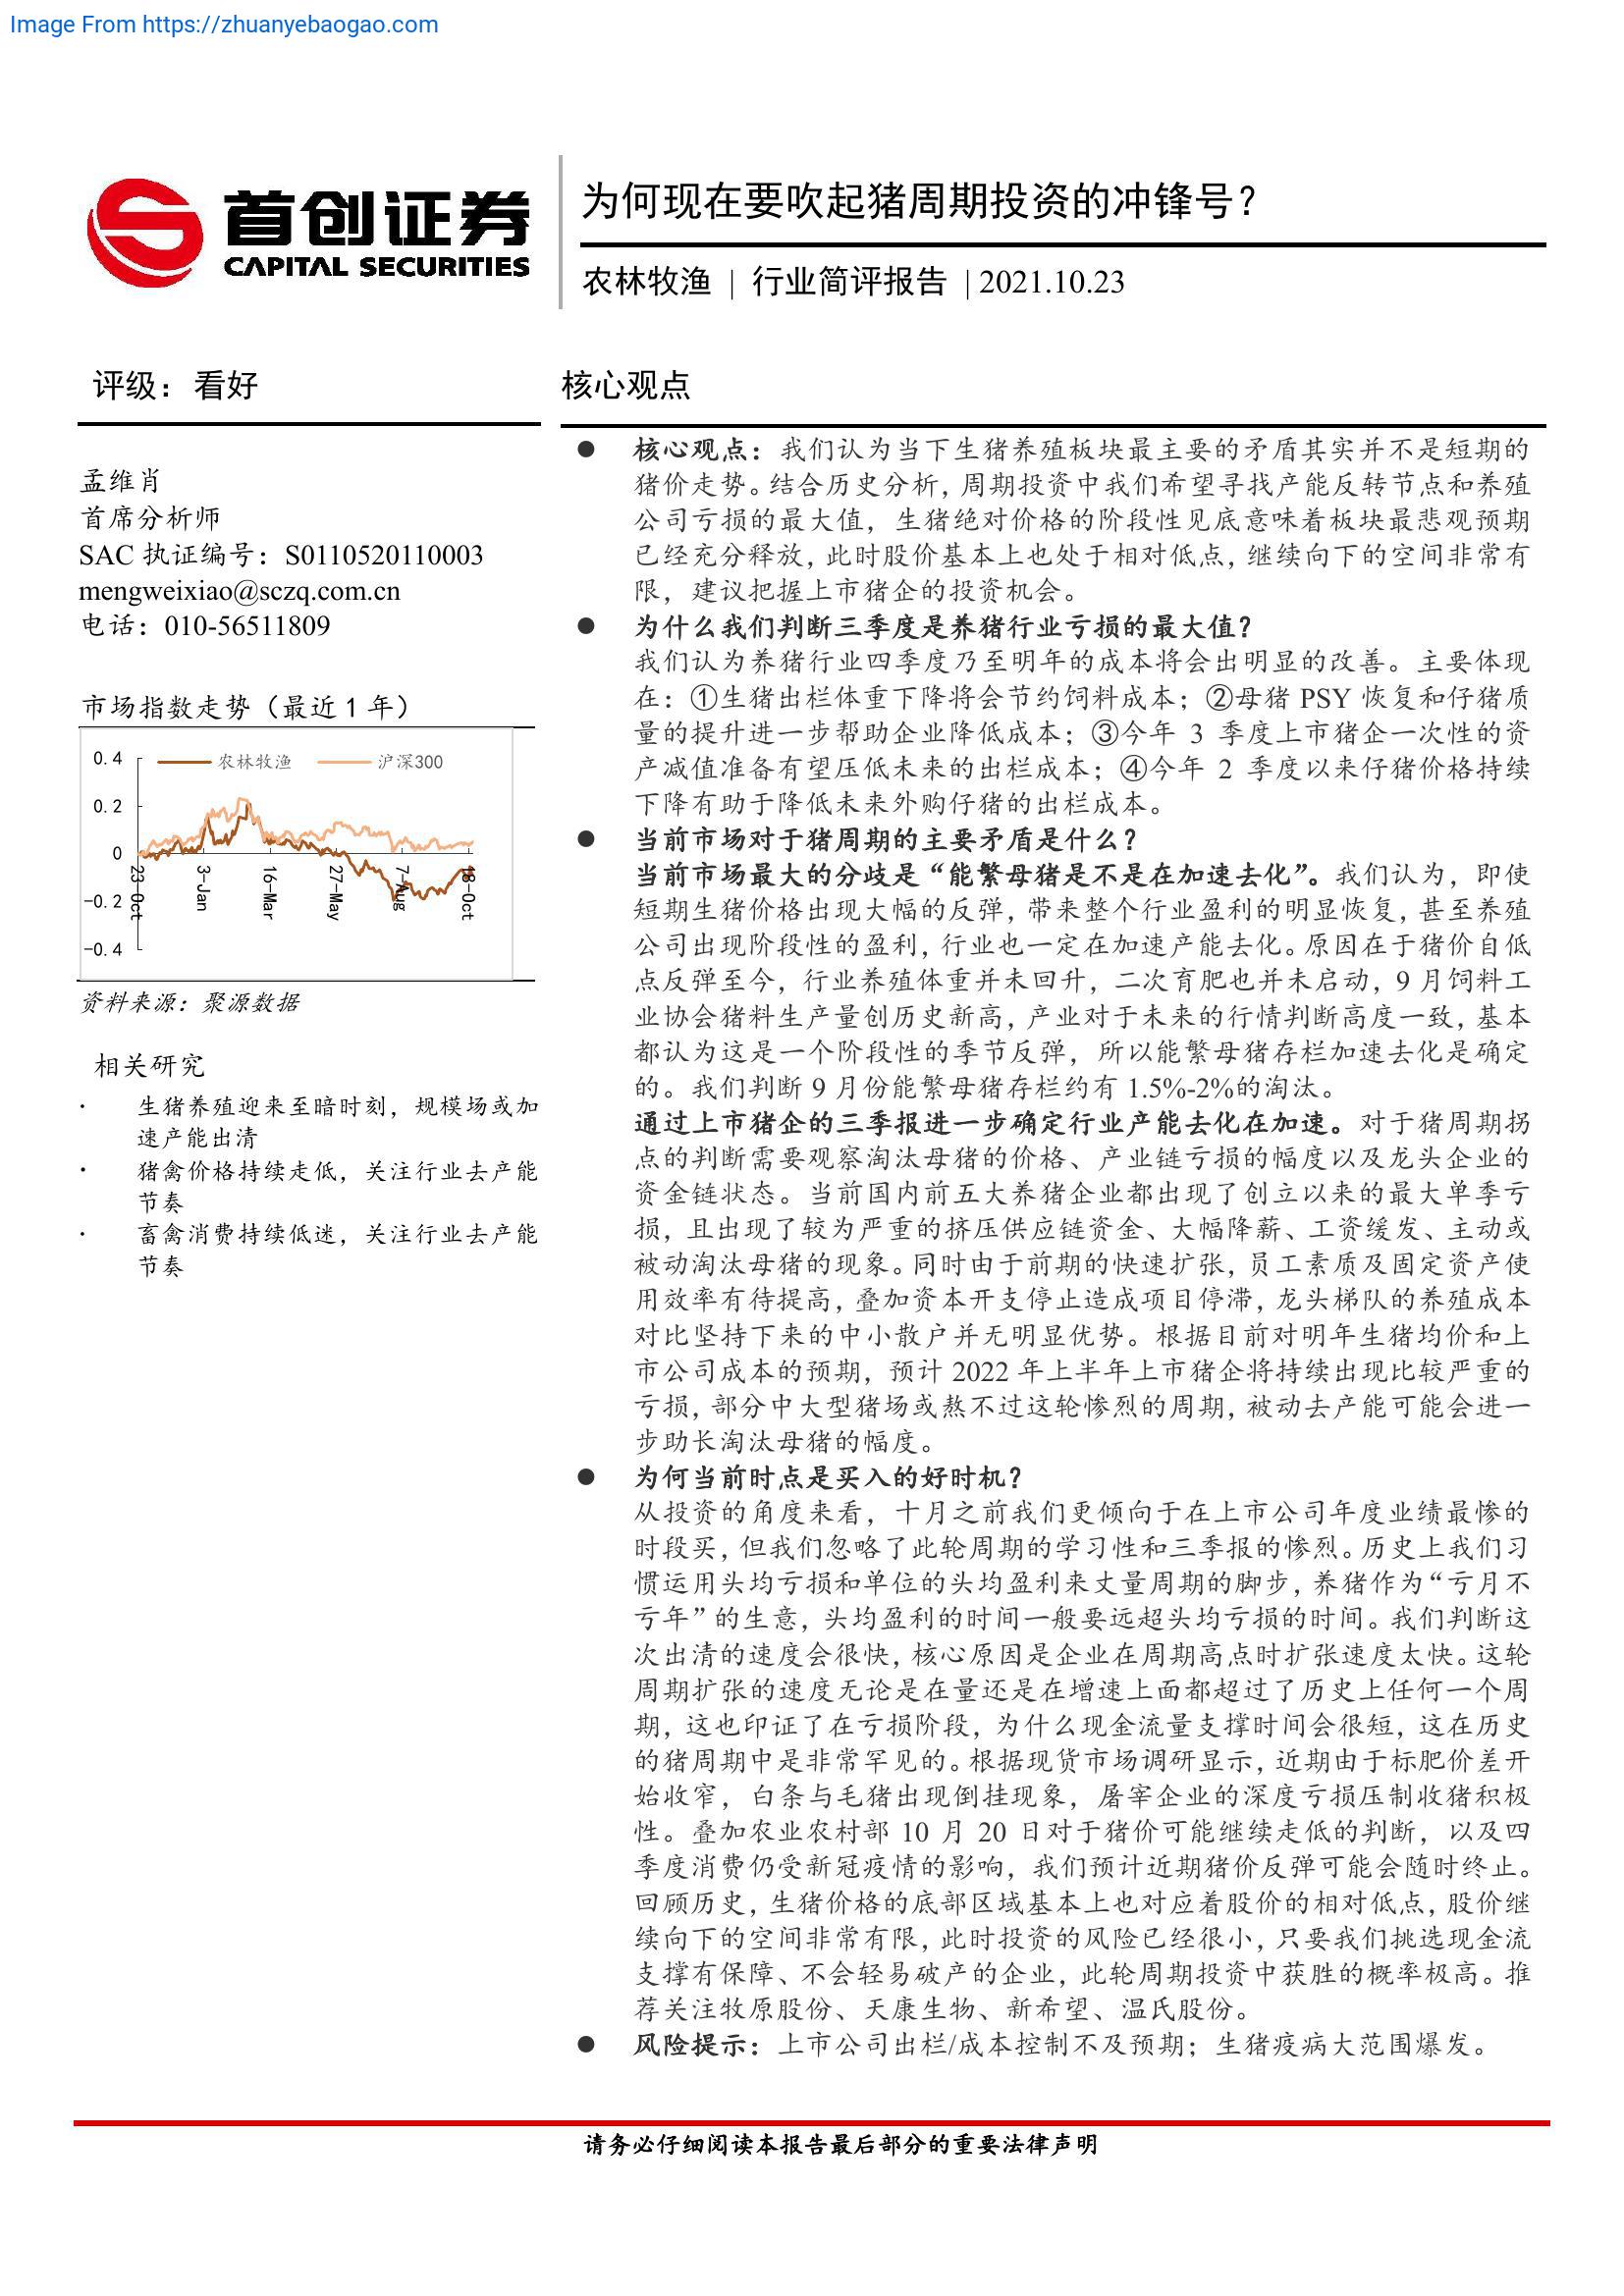 Image From https://zhuanyebaogao.com
首创证券
CAPITAL SECURITIES
为何现在要吹起猪周期投资的冲锋号？
农林牧渔 | 行业简评报告 | 2021.10.23
评级： 看好
孟维肖
首席分析师
SAC 执证编号：S0110520110003
mengweixiao@sczq.com.cn
电话：010-56511809
市场指数走势（最近 1 年）
农林牧渔 沪深300
0.4
0.2
0
-0.2
-0.4
23-Oct
3-Jan
16-Mar
27-May
7-Aug
18-Oct
资料来源：聚源数据
相关研究
· 生猪养殖迎来至暗时刻，规模场或加
速产能出清
· 猪禽价格持续走低，关注行业去产能
节奏
· 畜禽消费持续低迷，关注行业去产能
节奏
核心观点
● 核心观点：我们认为当下生猪养殖板块最主要的矛盾其实并不是短期的
猪价走势。结合历史分析，周期投资中我们希望寻找产能反转节点和养殖
公司亏损的最大值，生猪绝对价格的阶段性见底意味着板块最悲观预期
已经充分释放，此时股价基本上也处于相对低点，继续向下的空间非常有
限，建议把握上市猪企的投资机会。
● 为什么我们判断三季度是养猪行业亏损的最大值？
我们认为养猪行业四季度乃至明年的成本将会出明显的改善。主要体现
在：①生猪出栏体重下降将会节约饲料成本；②母猪 PSY 恢复和仔猪质
量的提升进一步帮助企业降低成本；③今年 3 季度上市猪企一次性的资
产减值准备有望压低未来的出栏成本；④今年 2 季度以来仔猪价格持续
下降有助于降低未来外购仔猪的出栏成本。
● 当前市场对于猪周期的主要矛盾是什么？
当前市场最大的分歧是“能繁母猪是不是在加速去化”。我们认为，即使
短期生猪价格出现大幅的反弹，带来整个行业盈利的明显恢复，甚至养殖
公司出现阶段性的盈利，行业也一定在加速产能去化。原因在于猪价自低
点反弹至今，行业养殖体重并未回升，二次育肥也并未启动，9 月饲料工
业协会猪料生产量创历史新高，产业对于未来的行情判断高度一致，基本
都认为这是一个阶段性的季节反弹，所以能繁母猪存栏加速去化是确定
的。我们判断 9 月份能繁母猪存栏约有 1.5%-2%的淘汰。
通过上市猪企的三季报进一步确定行业产能去化在加速。对于猪周期拐
点的判断需要观察淘汰母猪的价格、产业链亏损的幅度以及龙头企业的
资金链状态。当前国内前五大养猪企业都出现了创立以来的最大单季亏
损，且出现了较为严重的挤压供应链资金、大幅降薪、工资缓发、主动或
被动淘汰母猪的现象。同时由于前期的快速扩张，员工素质及固定资产使
用效率有待提高，叠加资本开支停止造成项目停滞，龙头梯队的养殖成本
对比坚持下来的中小散户并无明显优势。根据目前对明年生猪均价和上
市公司成本的预期，预计 2022 年上半年上市猪企将持续出现比较严重的
亏损，部分中大型猪场或熬不过这轮惨烈的周期，被动去产能可能会进一
步助长淘汰母猪的幅度。
● 为何当前时点是买入的好时机？
从投资的角度来看，十月之前我们更倾向于在上市公司年度业绩最惨的
时段买，但我们忽略了此轮周期的学习性和三季报的惨烈。历史上我们习
惯运用头均亏损和单位的头均盈利来丈量周期的脚步，养猪作为“亏月不
亏年”的生意，头均盈利的时间一般要远超头均亏损的时间。我们判断这
次出清的速度会很快，核心原因是企业在周期高点时扩张速度太快。这轮
周期扩张的速度无论是在量还是在增速上面都超过了历史上任何一个周
期，这也印证了在亏损阶段，为什么现金流量支撑时间会很短，这在历史
的猪周期中是非常罕见的。根据现货市场调研显示，近期由于标肥价差开
始收窄，白条与毛猪出现倒挂现象，屠宰企业的深度亏损压制收猪积极
性。叠加农业农村部 10 月 20 日对于猪价可能继续走低的判断，以及四
季度消费仍受新冠疫情的影响，我们预计近期猪价反弹可能会随时终止。
回顾历史，生猪价格的底部区域基本上也对应着股价的相对低点，股价继
续向下的空间非常有限，此时投资的风险已经很小，只要我们挑选现金流
支撑有保障、不会轻易破产的企业，此轮周期投资中获胜的概率极高。推
荐关注牧原股份、天康生物、新希望、温氏股份。
● 风险提示：上市公司出栏/成本控制不及预期；生猪疫病大范围爆发。
请务必仔细阅读本报告最后部分的重要法律声明